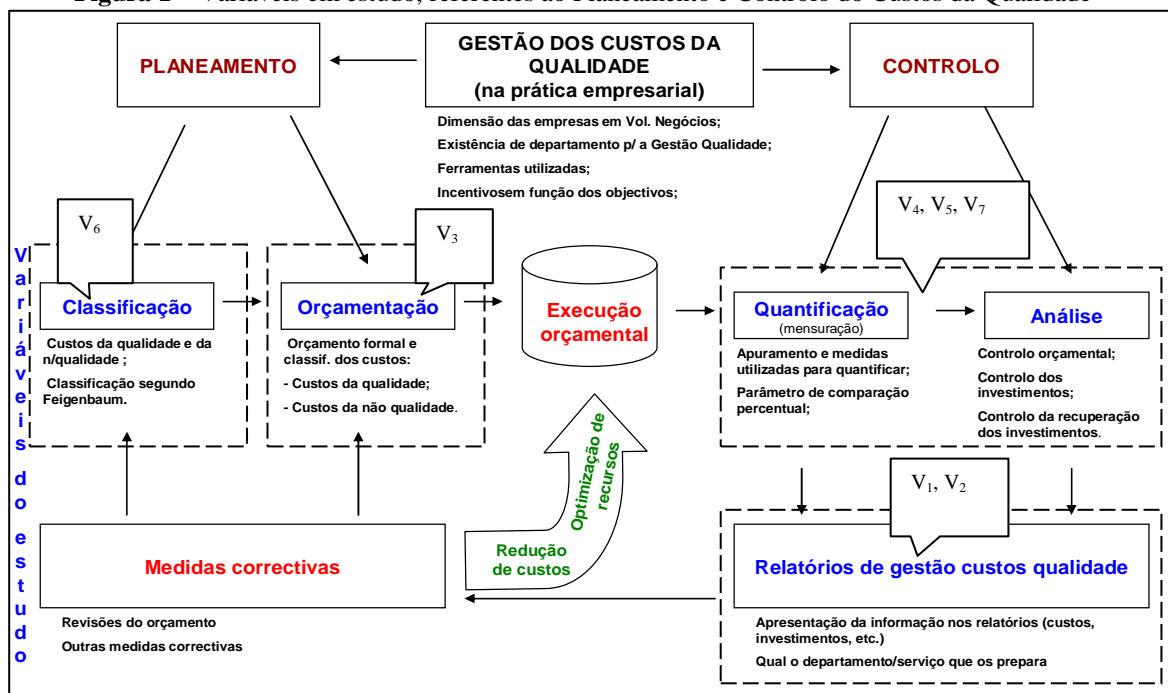 Figura 1 – Variáveis em estudo, referentes ao Planeamento e Controlo do Custos da Qualidade
PLANEAMENTO
GESTÃO DOS CUSTOS DA
QUALIDADE
(na prática empresarial)
CONTROLO
Dimensão das empresas em Vol. Negócios;
Existência de departamento p/ a Gestão Qualidade;
Ferramentas utilizadas;
Incentivosem função dos objectivos;
V6
V3
V4, V5, V7
Variáveis do estudo
Classificação
Custos da qualidade e da
n/qualidade ;
Classificação segundo
Feigenbaum.
Orçamentação
Orçamento formal e
classif. dos custos:
- Custos da qualidade;
- Custos da não qualidade.
Execução
orçamental
Quantificação
(mensuração)
Apuramento e medidas
utilizadas para quantificar;
Parâmetro de comparação
percentual;
Análise
Controlo orçamental;
Controlo dos
investimentos;
Controlo da recuperação
dos investimentos.
Optimização de
recursos
Redução
de custos
V1, V2
Medidas correctivas
Revisões do orçamento
Outras medidas correctivas
Relatórios de gestão custos qualidade
Apresentação da informação nos relatórios (custos,
investimentos, etc.)
Qual o departamento/serviço que os prepara